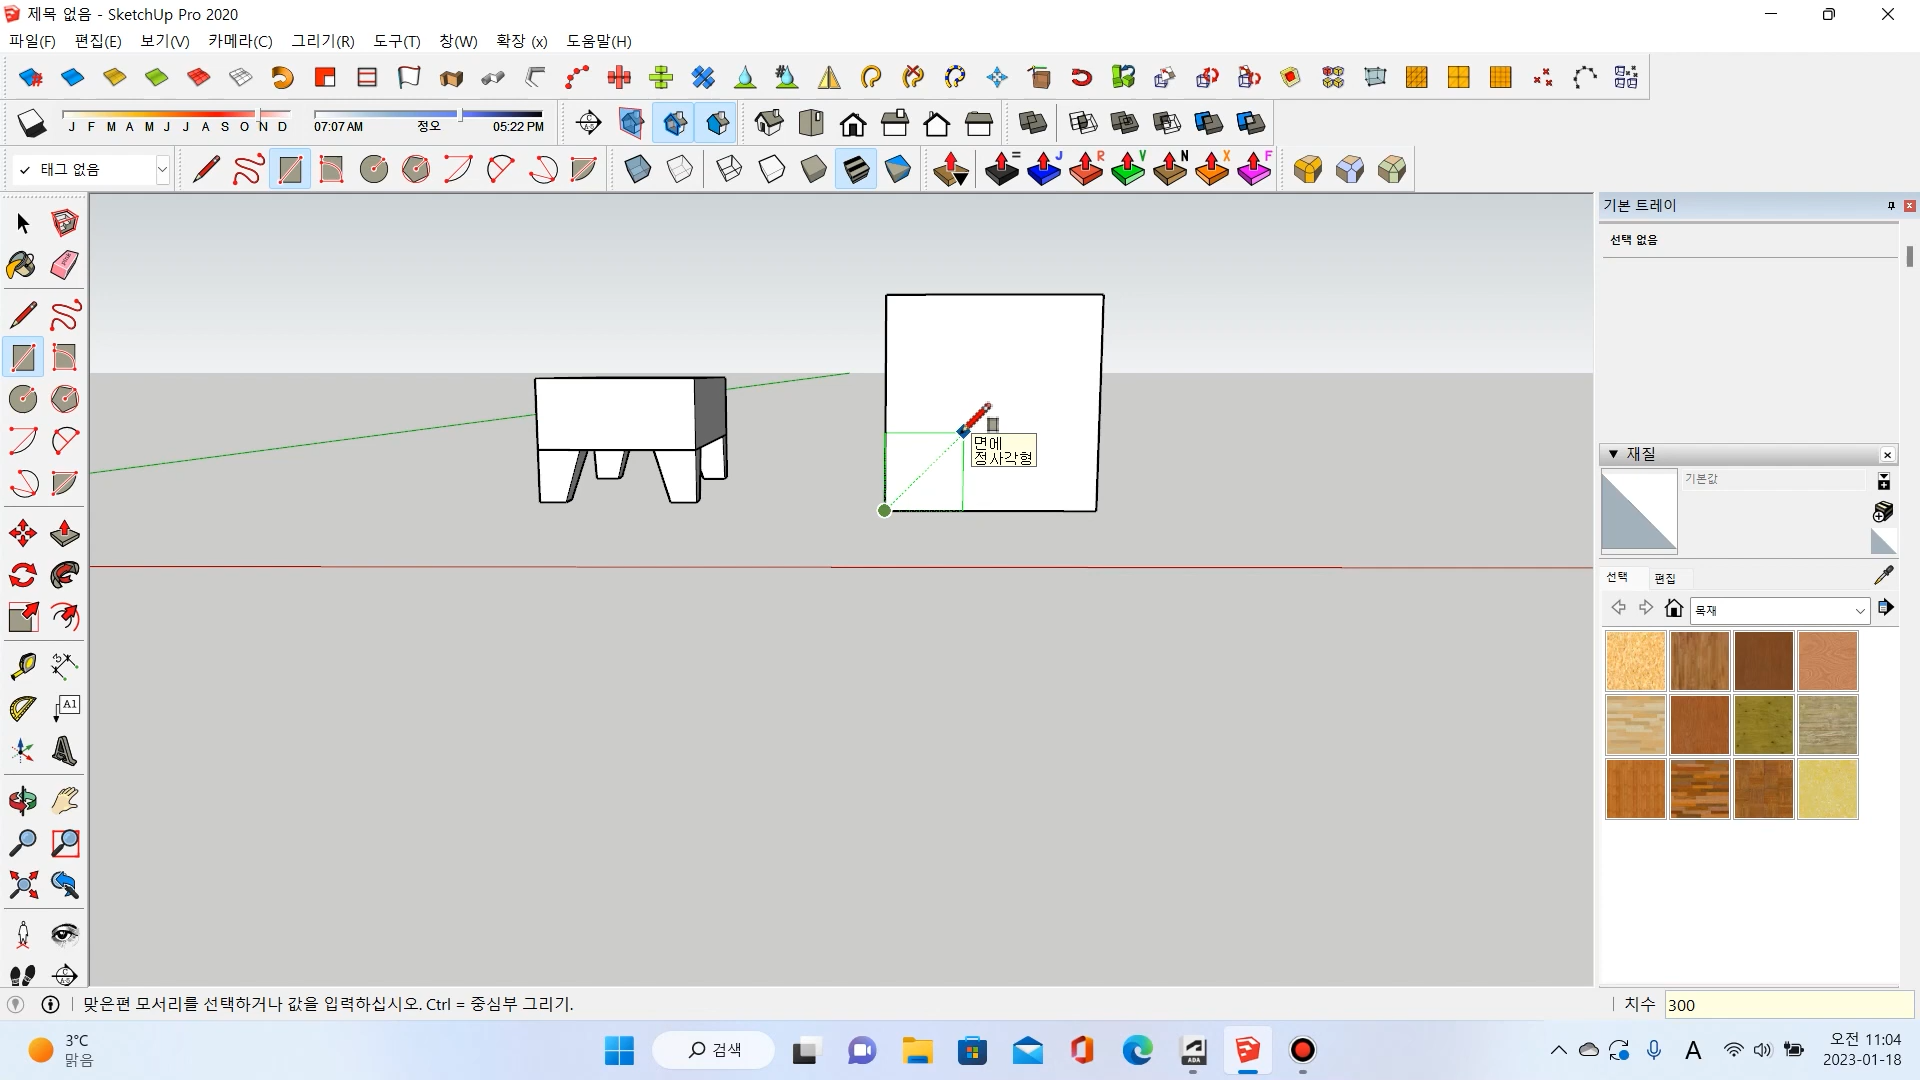 제목 없음 - SketchUp Pro 2020
파일(F) 편집(E) 보기(V) 카메라(C) 그리기(R) 도구(T) 창(W) 확장 (x) 도움말(H)
J F M A M J J A S O N D
07:07 AM 정오 05:22 PM
= J R V N X F
✓ 태그 없음
기본 트레이
선택 없음
면에
정사각형
▼ 재질
기본값
선택 편집
목재
A1
맞은편 모서리를 선택하거나 값을 입력하십시오. Ctrl = 중심부 그리기.
치수 300
3°C
맑음
검색
ADA
A
오전 11:04
2023-01-18